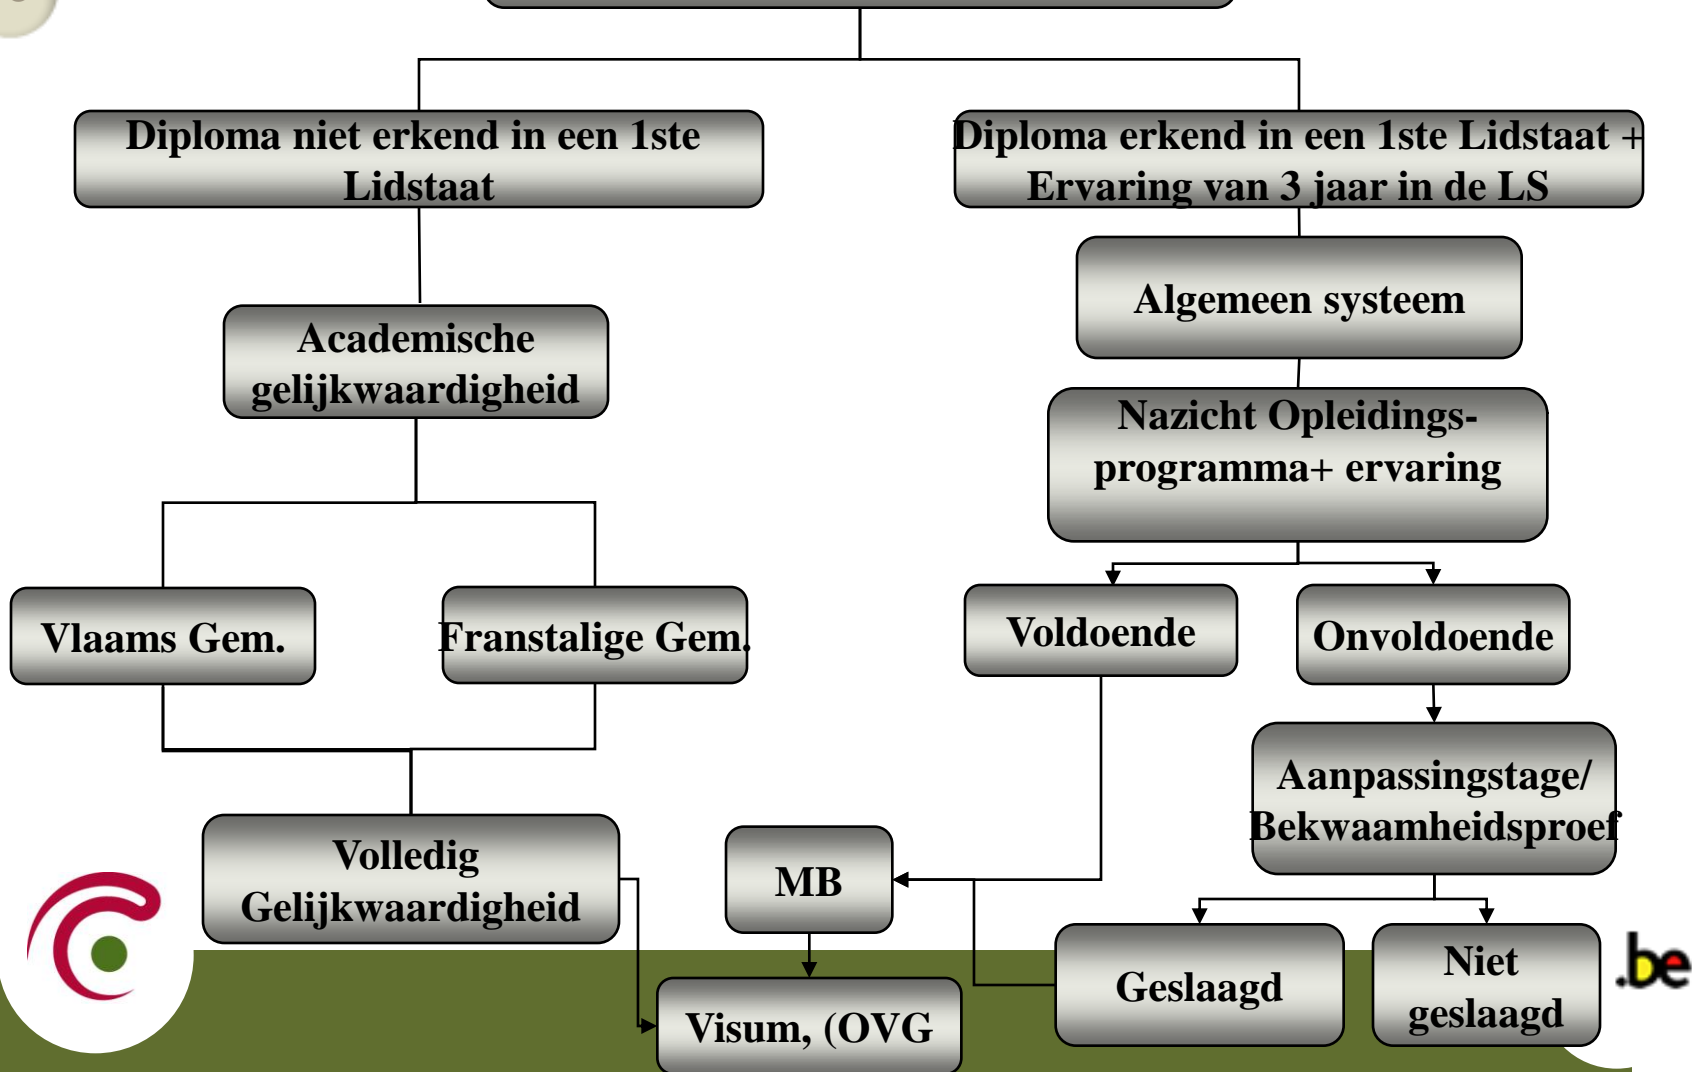 Diploma niet erkend in een 1ste
Lidstaat
Diploma erkend in een 1ste Lidstaat +
Ervaring van 3 jaar in de LS
Algemeen systeem
Academische
gelijkwaardigheid
Nazicht Opleidings-
programma+ ervaring
Vlaams Gem.
Franstalige Gem.
Voldoende
Onvoldoende
Aanpassingstage/
Bekwaamheidsproef
Volledig
Gelijkwaardigheid
MB
Geslaagd
Niet
geslaagd
Visum, (OVG
.be